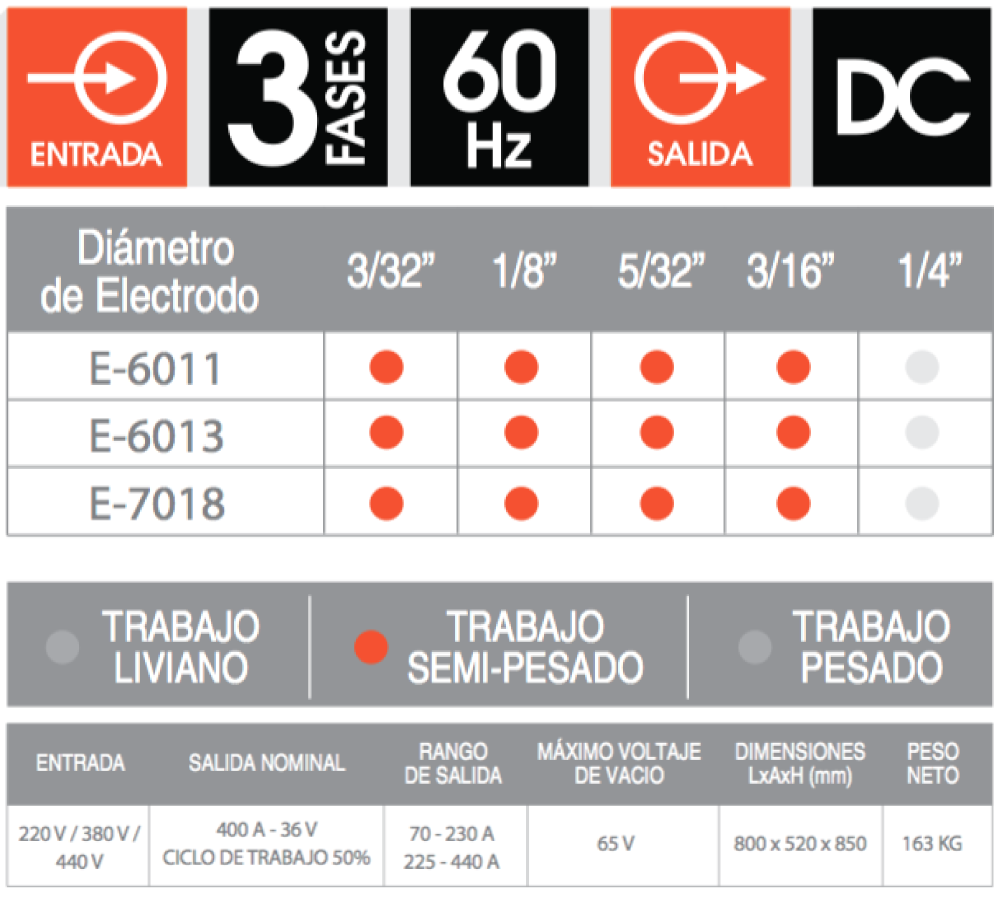 ENTRADA
3 FASES
60
Hz
SALIDA
DC
Diámetro
de Electrodo
3/32” 1/8” 5/32” 3/16” 1/4”
E-6011
E-6013
E-7018
TRABAJO
LIVIANO
TRABAJO
SEMI-PESADO
TRABAJO
PESADO
ENTRADA
SALIDA NOMINAL
RANGO
DE SALIDA
MÁXIMO VOLTAJE
DE VACIO
DIMENSIONES
LxAxH (mm)
PESO
NETO
220 V / 380 V /
440 V
400 A - 36 V
CICLO DE TRABAJO 50%
70 - 230 A
225 - 440 A
65 V
800 x 520 x 850
163 KG